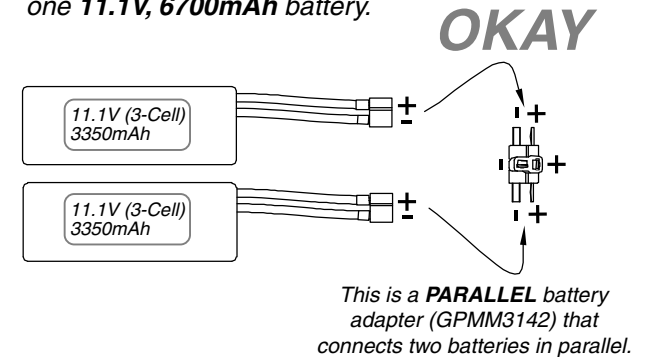 one 11.1V, 6700mAh battery.
OKAY
11.1V (3-Cell)
3350mAh
+
-
- +
- +
11.1V (3-Cell)
3350mAh
+
-
- +
This is a PARALLEL battery
adapter (GPMM3142) that
connects two batteries in parallel.